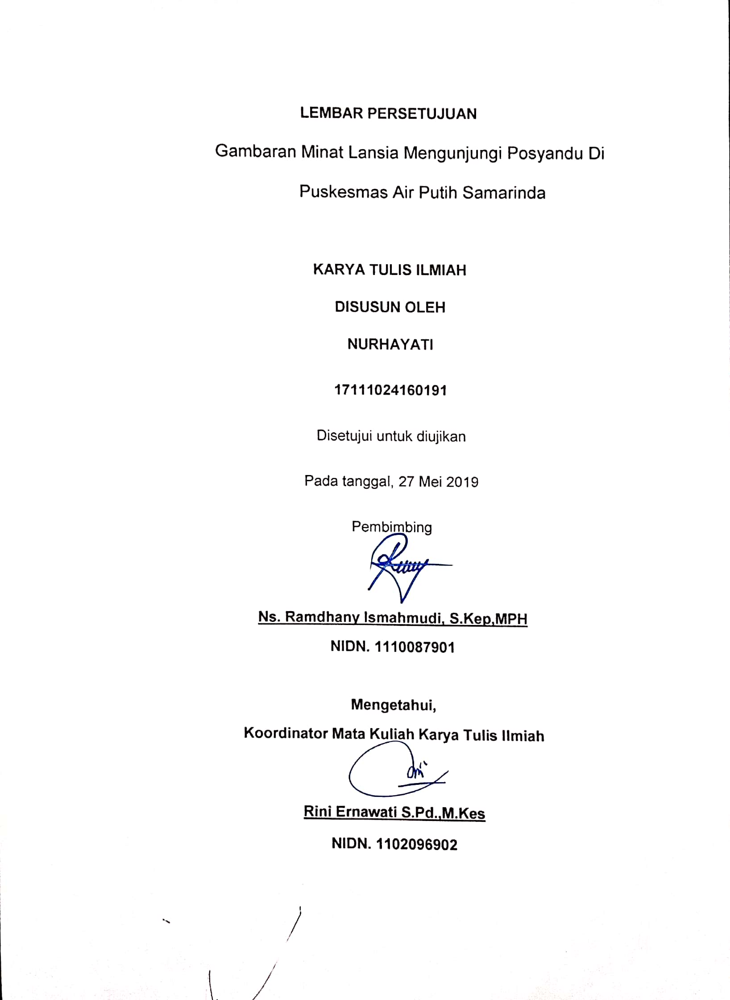 LEMBAR PERSETUJUAN
Gambaran Minat Lansia Mengunjungi Posyandu Di
Puskesmas Air Putih Samarinda
KARYA TULIS ILMIAH
DISUSUN OLEH
NURHAYATI
17111024160191
Disetujui untuk diujikan
Pada tanggal, 27 Mei 2019
Pembimbing
Ns. Ramdhany Ismahmudi, S.Kep,MPH
NIDN. 1110087901
Mengetahui,
Koordinator Mata Kuliah Karya Tulis Ilmiah
Rini Ernawati S.Pd.,M.Kes
NIDN. 1102096902